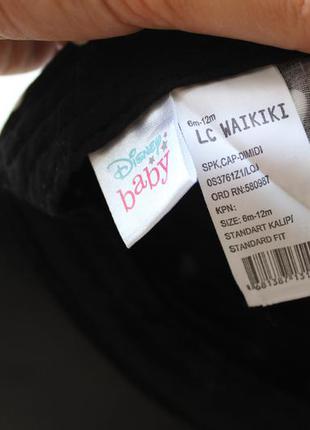 Disney
baby
6m-12m
LC WAIKIKI
SPK,CAP-DIMIDI
0S3761Z1/LQJ
ORD RN:580987
KPN:
SIZE: 6m-12m
STANDART KALIP/
STANDARD FIT